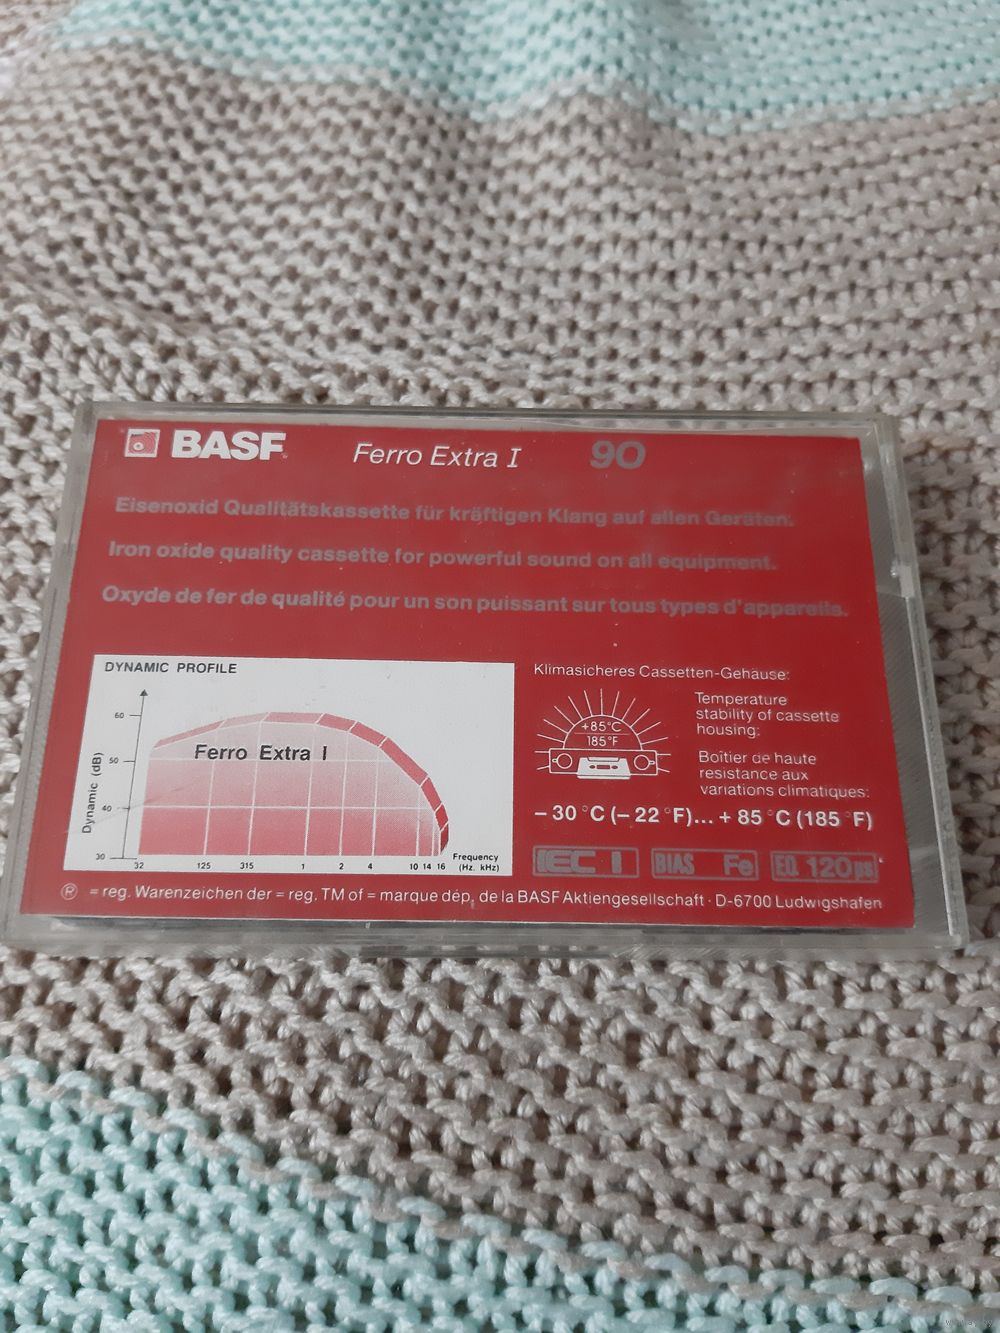 BASF Ferro Extra I 90
Eisenoxid Qualitätskassette für kräftigen Klang auf allen Geräten.
Iron oxide quality cassette for powerful sound on all equipment.
Oxyde de fer de qualité pour un son puissant sur tous types d'appareils.
DYNAMIC PROFILE
Dynamic (dB)
60
50
40
30
Ferro Extra I
32 125 315 1 2 4 10 14 16
Frequency
(Hz, kHz)
Klimasicheres Cassetten-Gehäuse:
+85°C
185°F
Temperature
stability of cassette
housing:
Boîtier de haute
resistance aux
variations climatiques:
– 30 °C (– 22 °F)... + 85 °C (185 °F)
IEC I BIAS Fe EQ. 120 µs
® = reg. Warenzeichen der = reg. TM of = marque dép. de la BASF Aktiengesellschaft · D-6700 Ludwigshafen